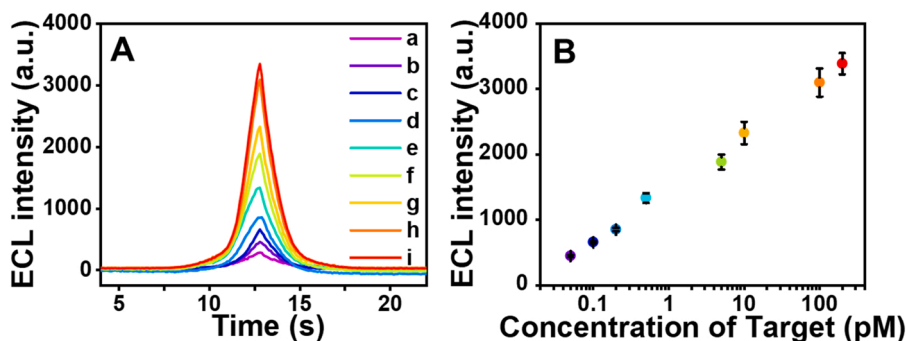 A
ECL intensity (a.u.)
4000
3000
2000
1000
0
5
10
15
20
Time (s)
a
b
c
d
e
f
g
h
i
B
ECL intensity (a.u.)
4000
3000
2000
1000
0
0.1
1
10
100
Concentration of Target (pM)